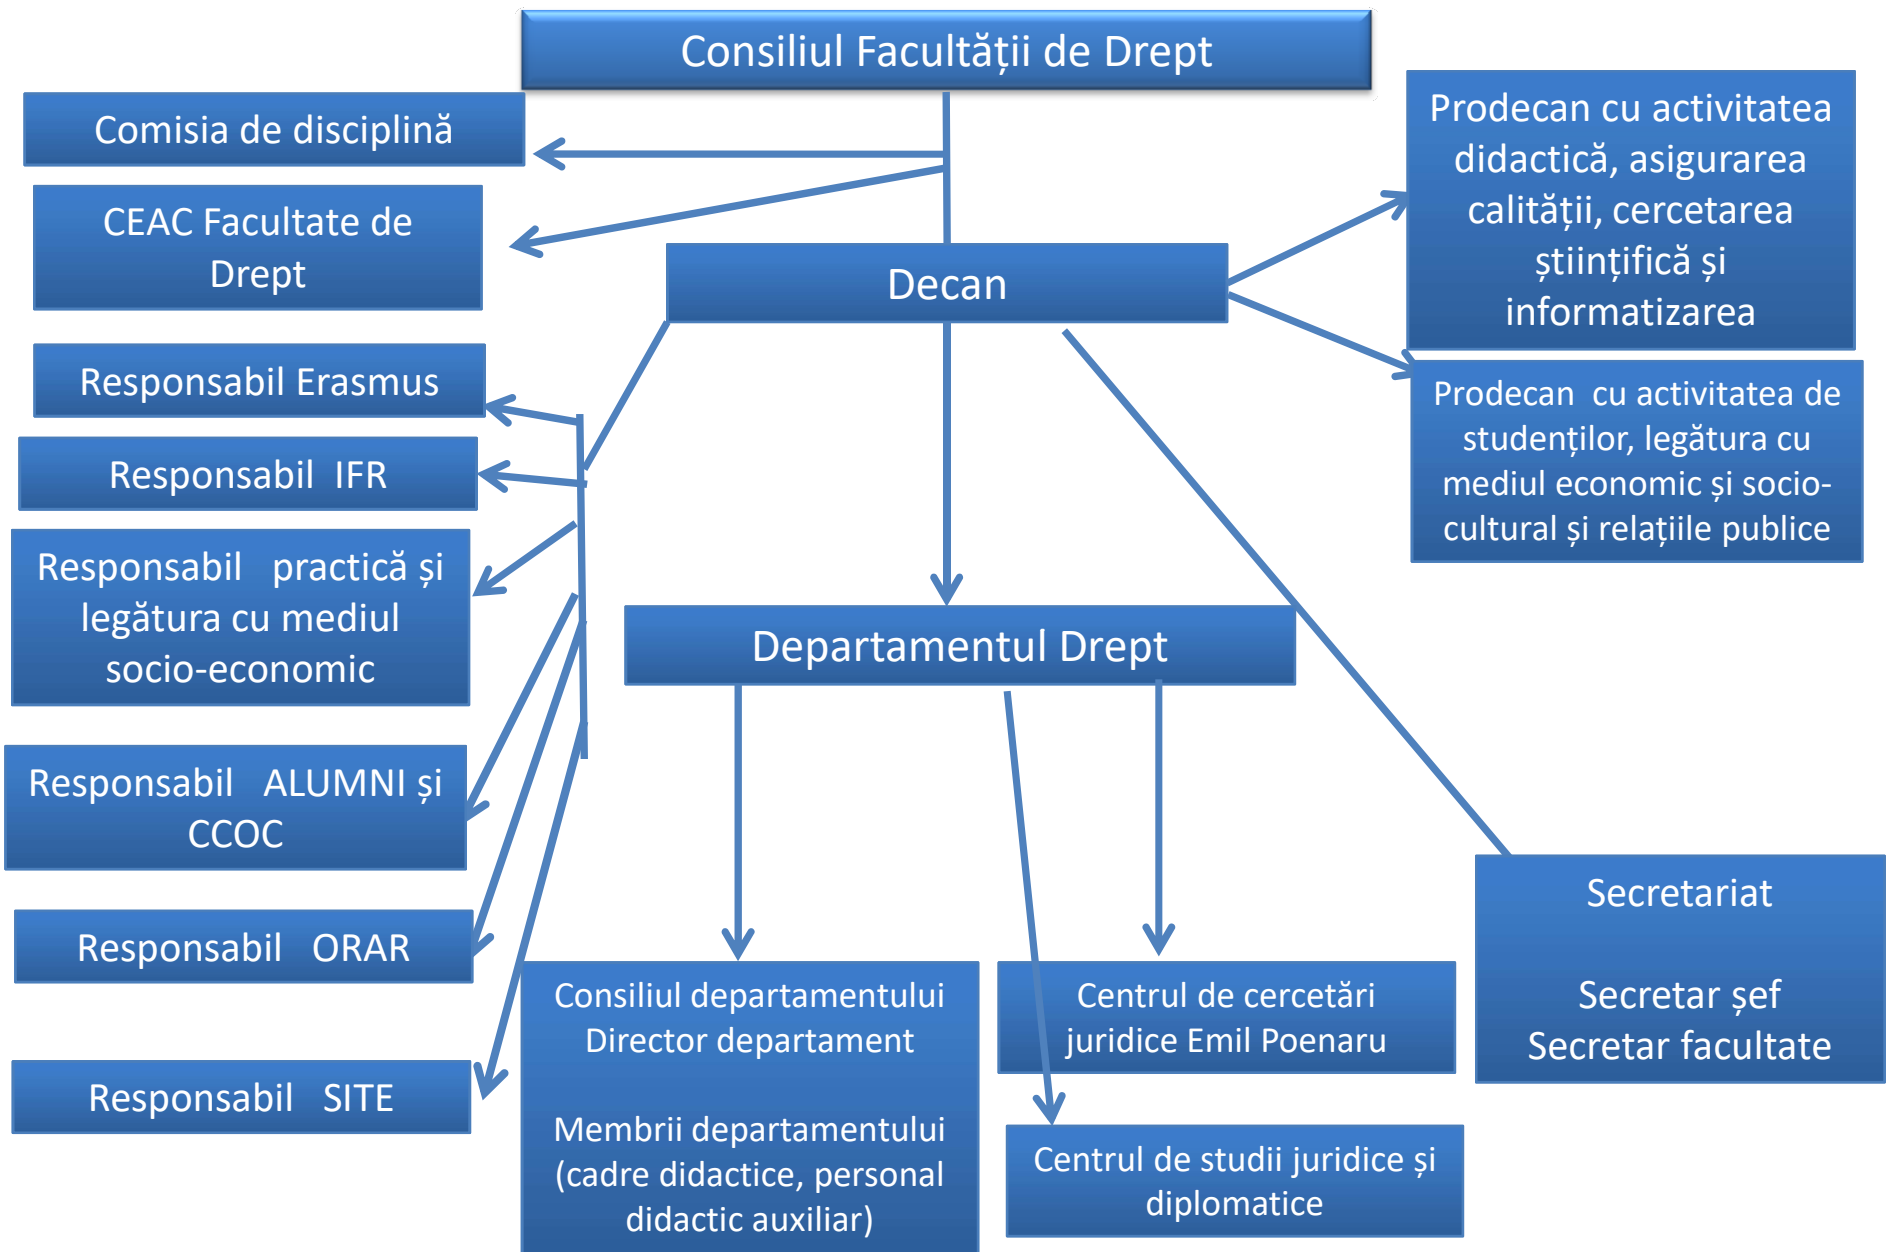 Consiliul Facultății de Drept
Comisia de disciplină
CEAC Facultate de
Drept
Decan
Prodecan cu activitatea
didactică, asigurarea
calității, cercetarea
științifică și
informatizarea
Prodecan cu activitatea de
studenților, legătura cu
mediul economic și socio-
cultural și relațiile publice
Responsabil Erasmus
Responsabil IFR
Responsabil practică și
legătura cu mediul
socio-economic
Responsabil ALUMNI și
CCOC
Responsabil ORAR
Responsabil SITE
Departamentul Drept
Consiliul departamentului
Director departament
Membrii departamentului
(cadre didactice, personal
didactic auxiliar)
Centrul de cercetări
juridice Emil Poenaru
Centrul de studii juridice și
diplomatice
Secretariat
Secretar șef
Secretar facultate